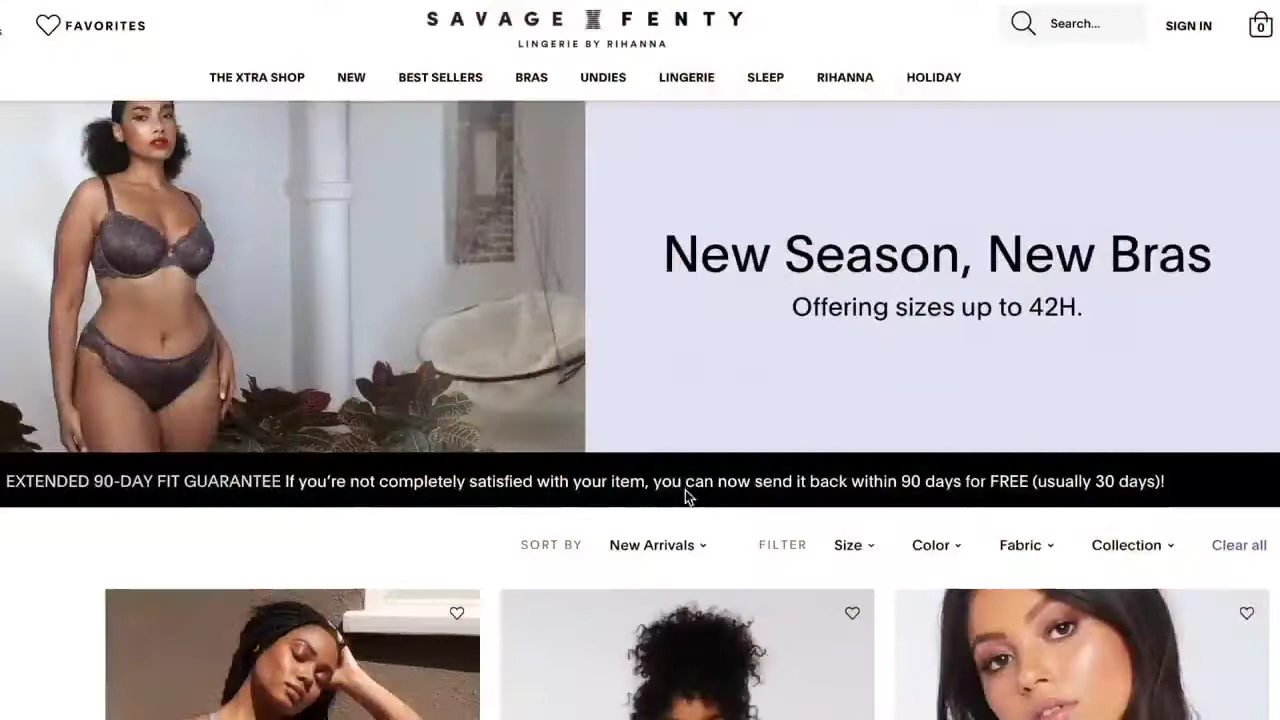 FAVORITES
SAVAGE X FENTY
LINGERIE BY RIHANNA
Search...
SIGN IN
0
THE XTRA SHOP NEW BEST SELLERS BRAS UNDIES LINGERIE SLEEP RIHANNA HOLIDAY
New Season, New Bras
Offering sizes up to 42H.
EXTENDED 90-DAY FIT GUARANTEE If you’re not completely satisfied with your item, you can now send it back within 90 days for FREE (usually 30 days)!
SORT BY New Arrivals FILTER Size Color Fabric Collection Clear all